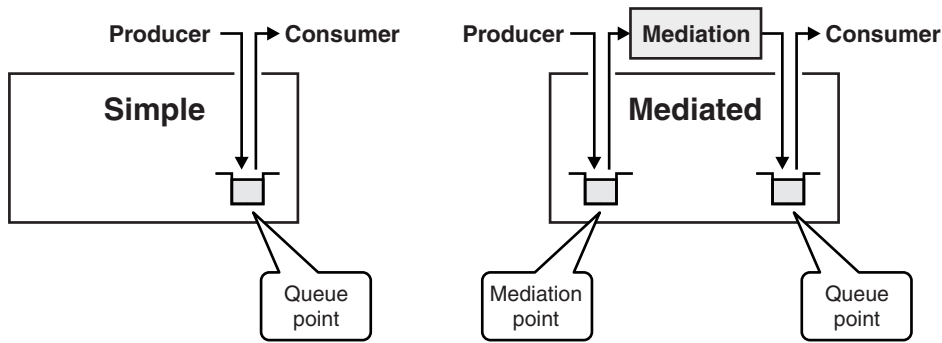 Producer
Consumer
Simple
Queue
point
Producer
Mediation
Consumer
Mediated
Mediation
point
Queue
point